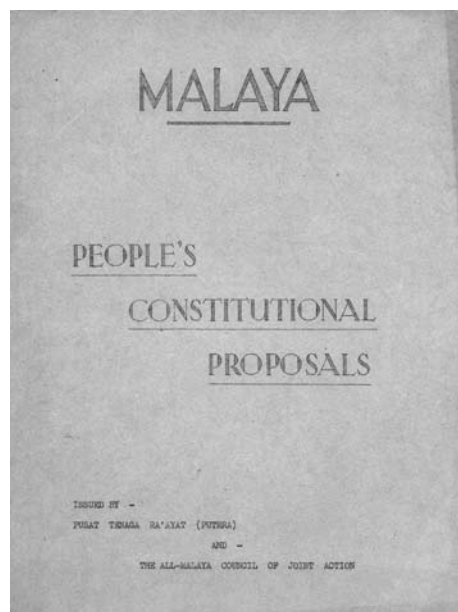 MALAYA
PEOPLE'S
CONSTITUTIONAL
PROPOSALS
ISSUED BY -
PUSAT TENAGA RA'AYAT (PUTERA)
AND -
THE ALL-MALAYA COUNCIL OF JOINT ACTION